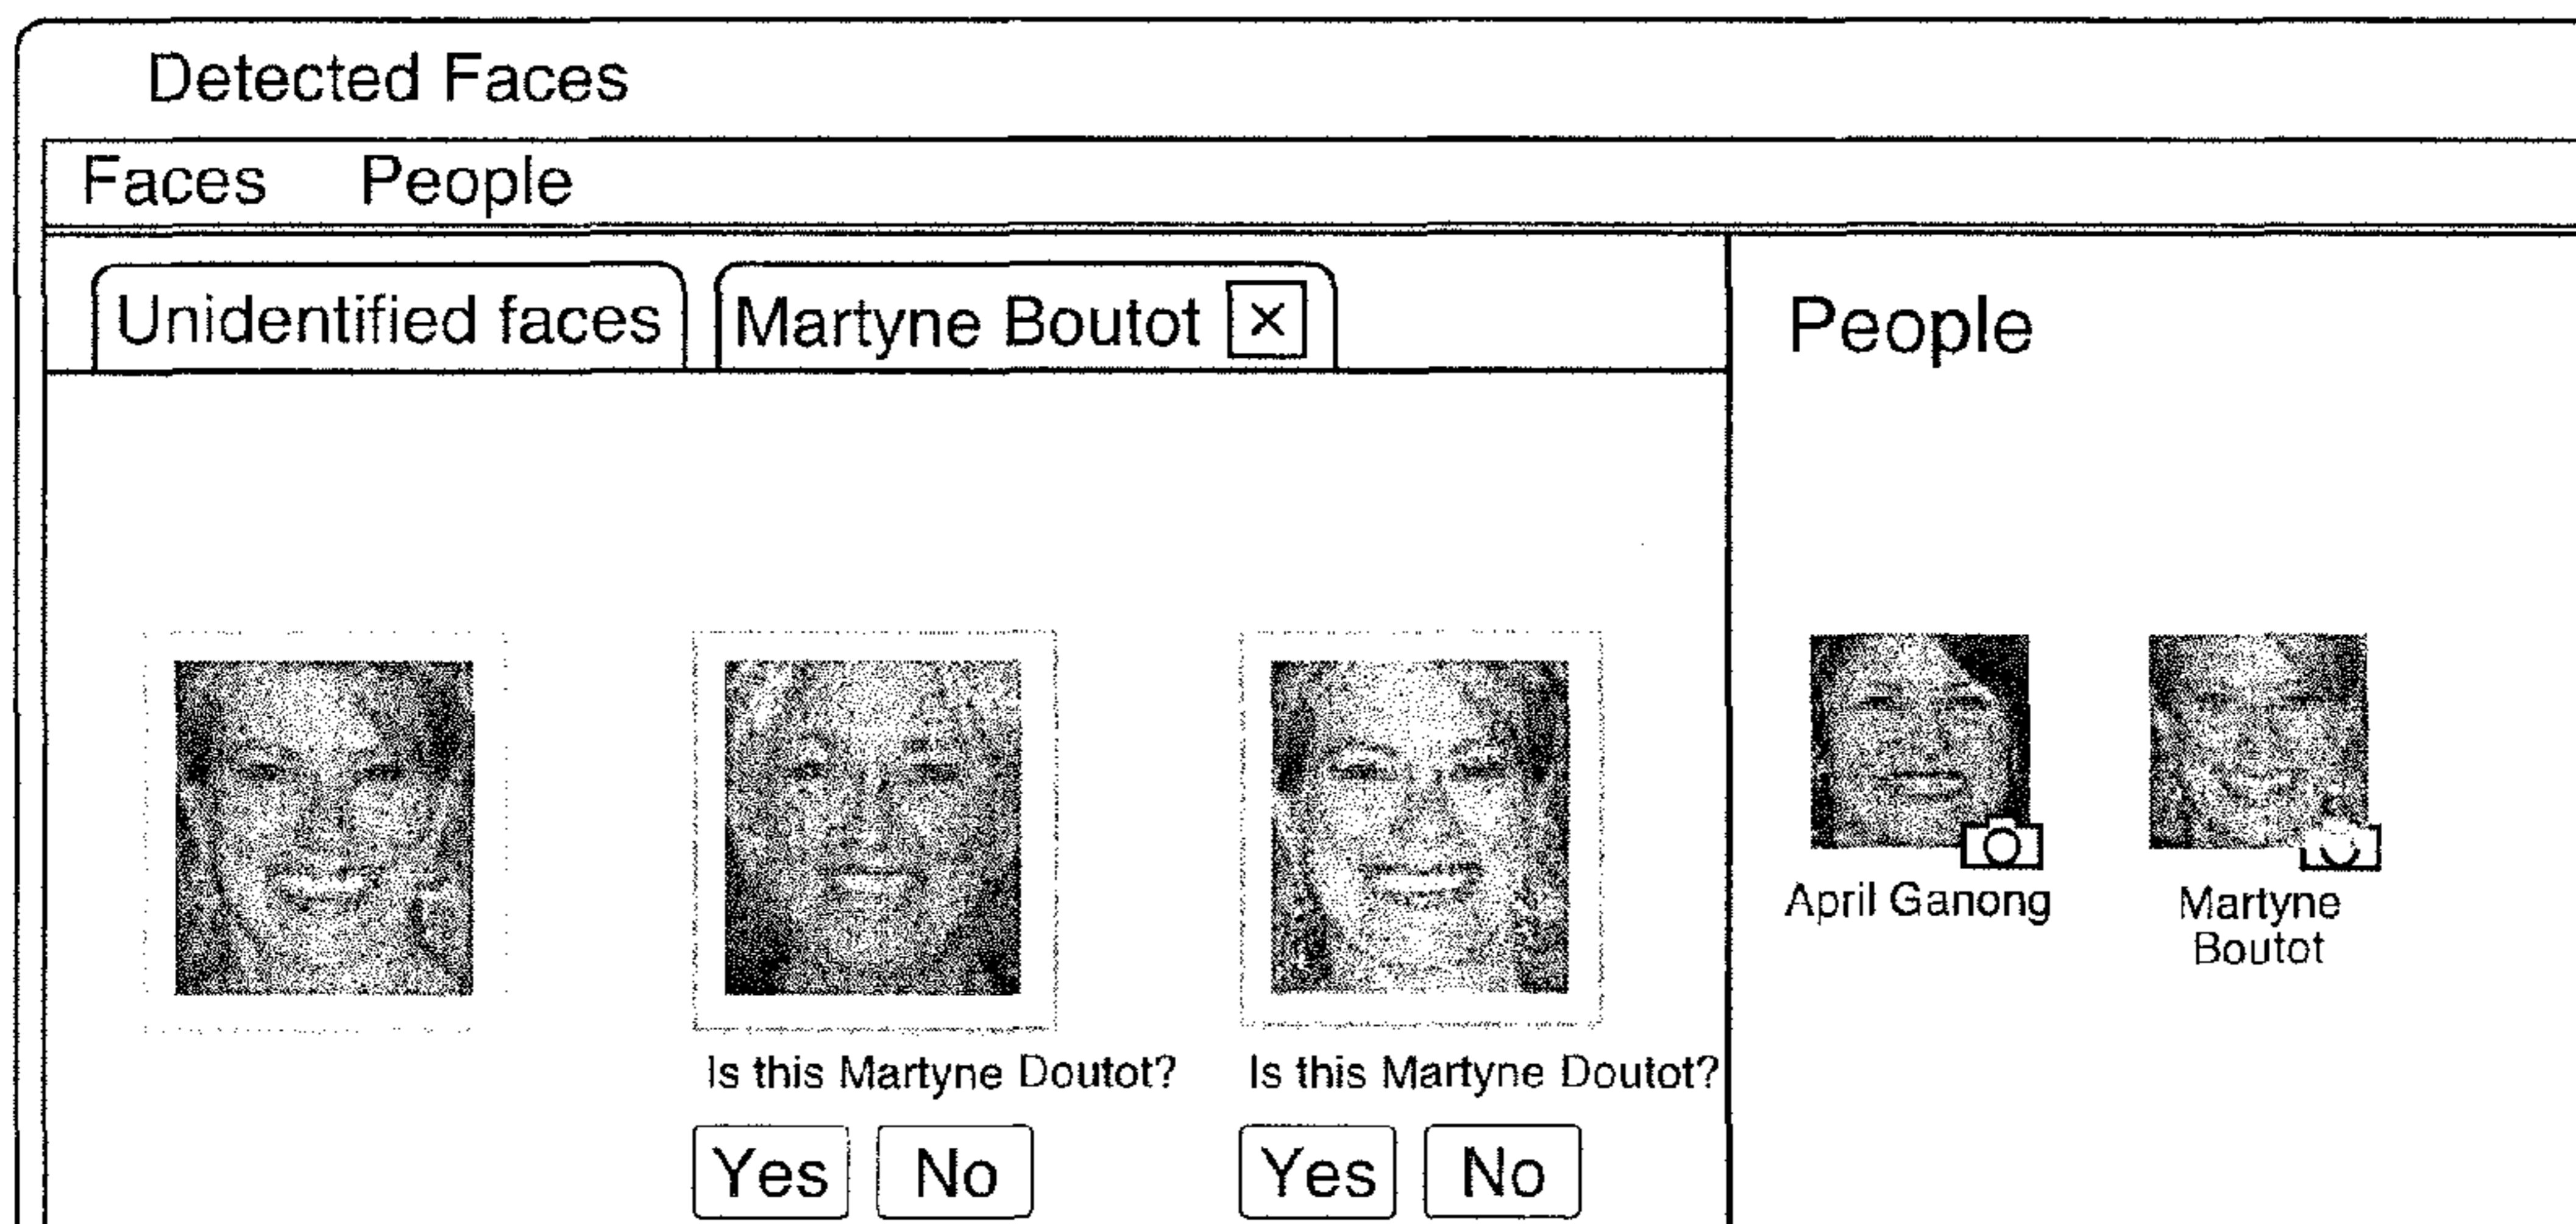 Detected Faces
Faces People
Unidentified faces Martyne Boutot ×
People
April Ganong
Martyne
Boutot
Is this Martyne Doutot? Is this Martyne Doutot?
Yes No Yes No